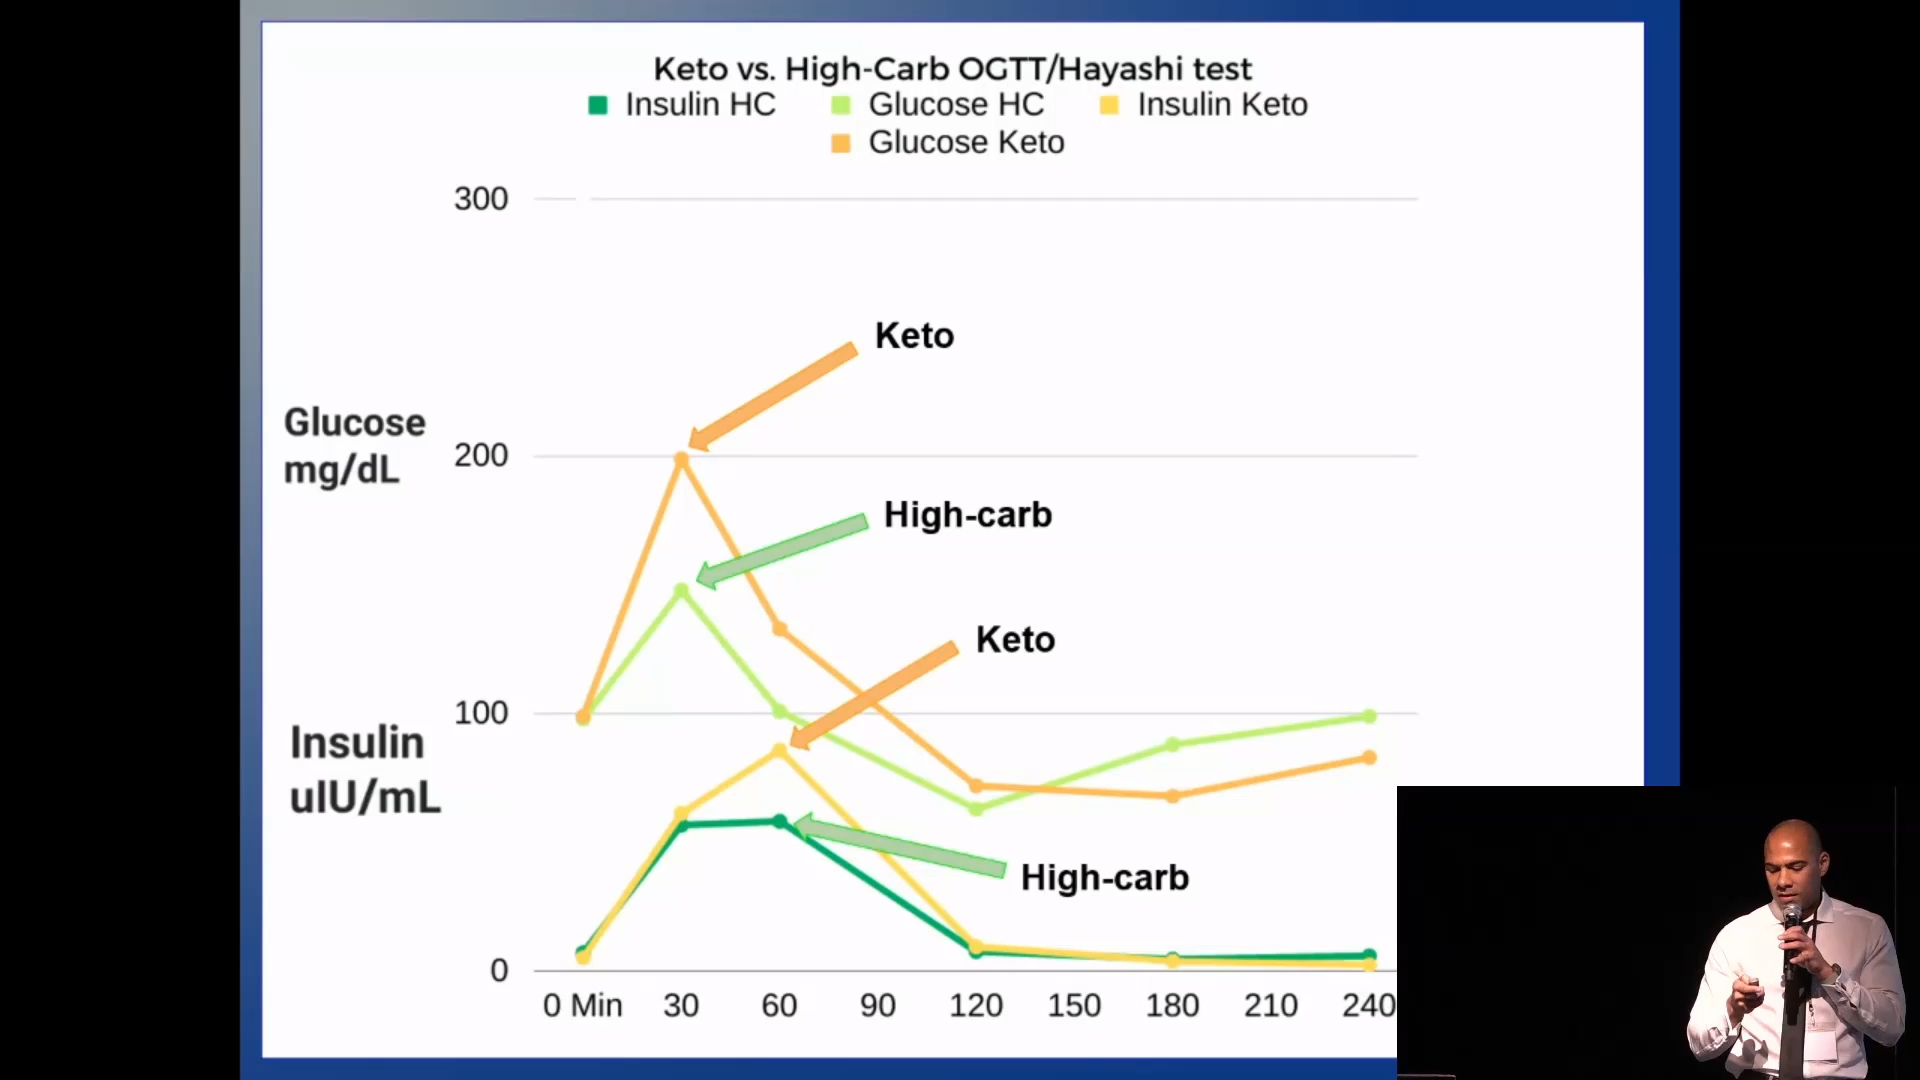 Keto vs. High-Carb OGTT/Hayashi test
Insulin HC
Glucose HC
Insulin Keto
Glucose Keto
300
Keto
Glucose
mg/dL
200
High-carb
Keto
100
Insulin
uIU/mL
High-carb
0
0 Min 30 60 90 120 150 180 210 240